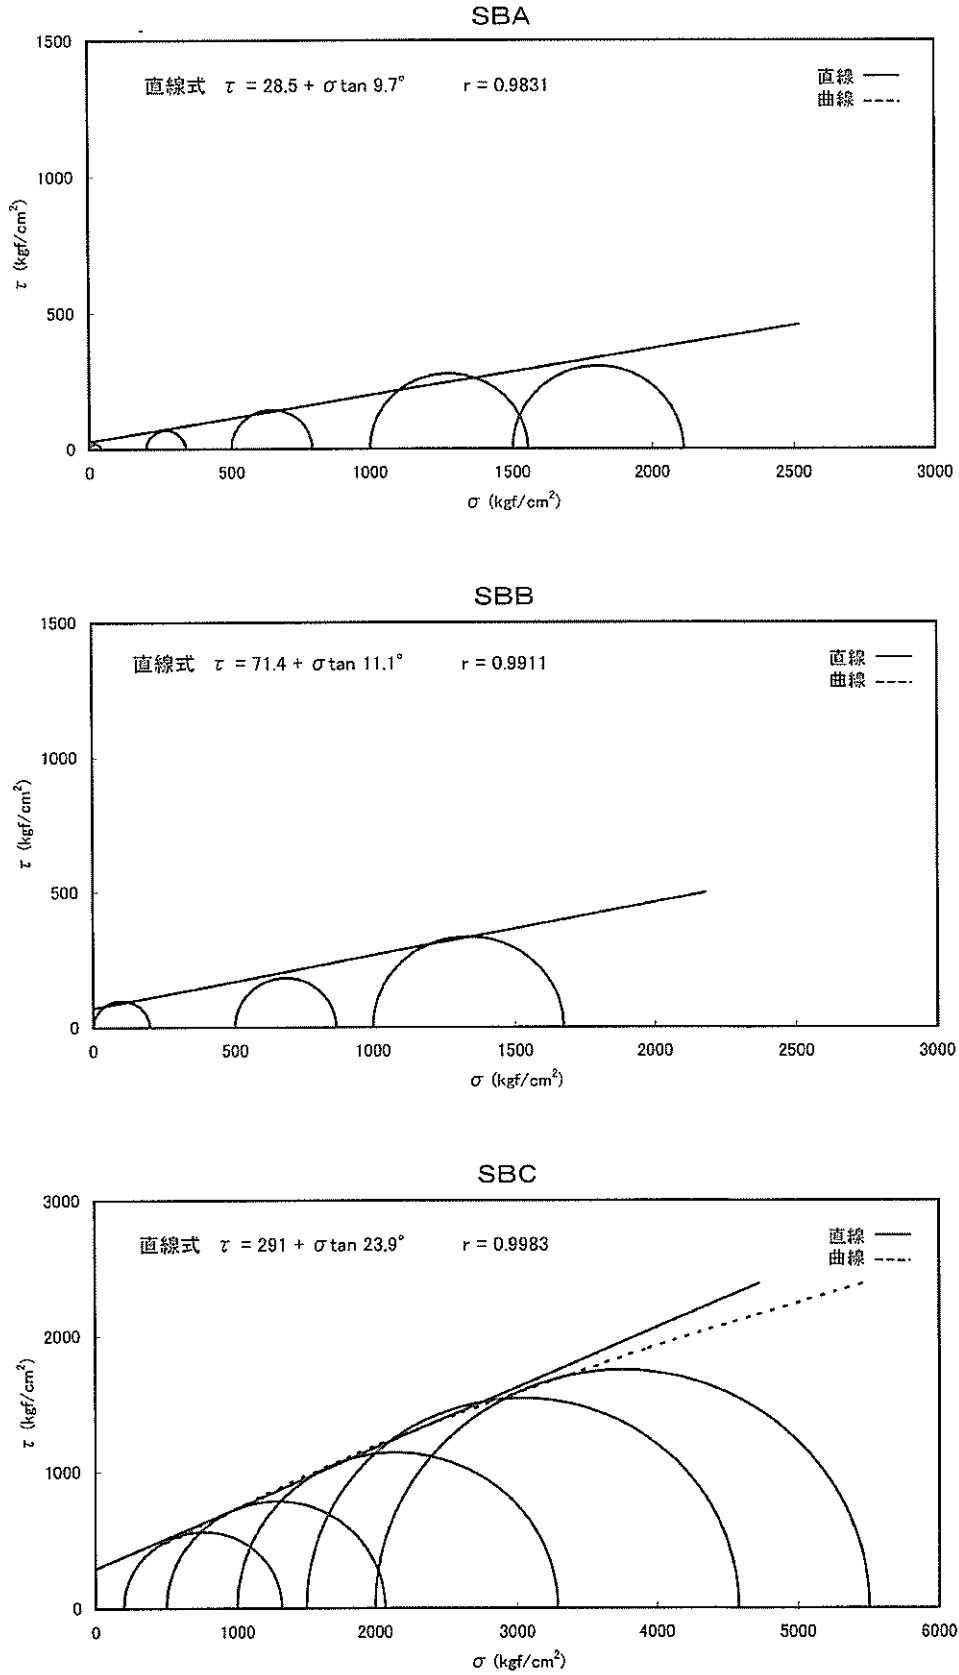 SBA
1500
直線式 τ = 28.5 + σ tan 9.7° r = 0.9831
直線
曲線
1000
τ (kgf/cm²)
500
0
0 500 1000 1500 2000 2500 3000
σ (kgf/cm²)
SBB
1500
直線式 τ = 71.4 + σ tan 11.1° r = 0.9911
直線
曲線
1000
τ (kgf/cm²)
500
0
0 500 1000 1500 2000 2500 3000
σ (kgf/cm²)
SBC
3000
直線式 τ = 291 + σ tan 23.9° r = 0.9983
直線
曲線
2000
τ (kgf/cm²)
1000
0
0 1000 2000 3000 4000 5000 6000
σ (kgf/cm²)